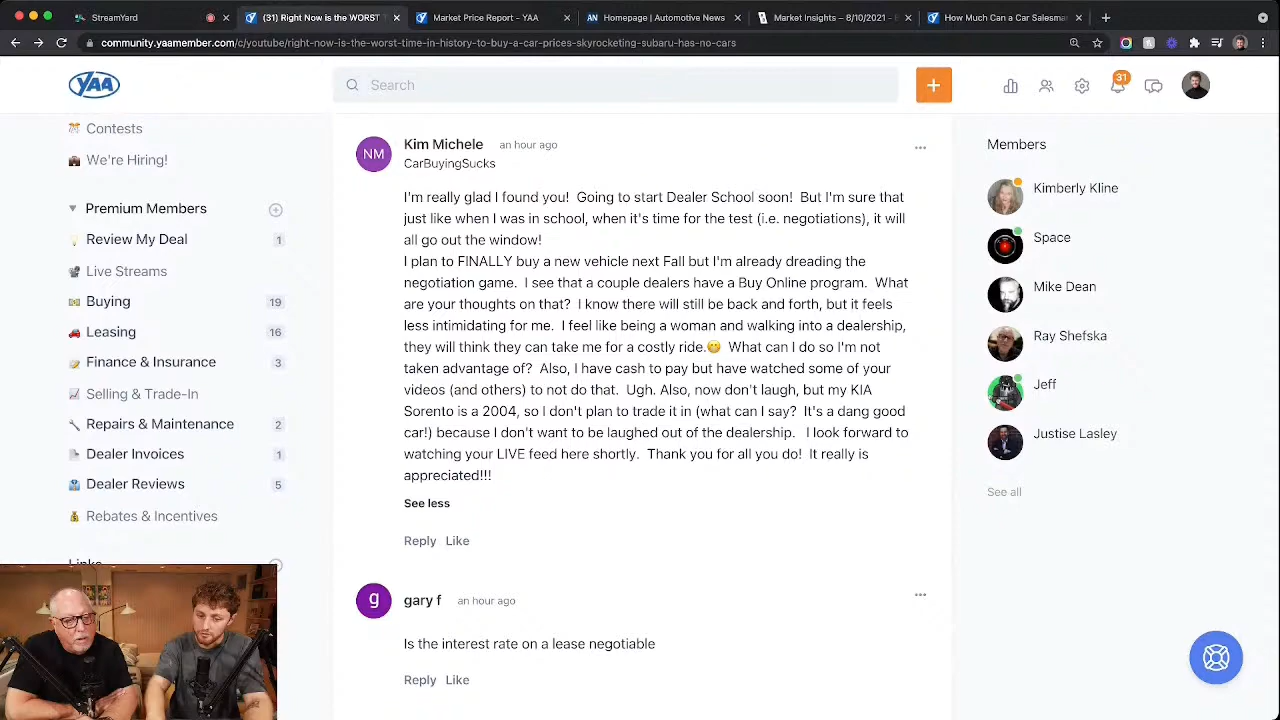 StreamYard
(31) Right Now is the WORST T
Market Price Report - YAA
AN Homepage | Automotive News
Market Insights - 8/10/2021 -
How Much Can a Car Salesma
community.yaamember.com/c/youtube/right-now-is-the-worst-time-in-history-to-buy-a-car-prices-skyrocketing-subaru-has-no-cars
YAA
Search
+
31
Contests
We're Hiring!
Premium Members
Review My Deal 1
Live Streams
Buying 19
Leasing 16
Finance & Insurance 3
Selling & Trade-In
Repairs & Maintenance 2
Dealer Invoices 1
Dealer Reviews 5
Rebates & Incentives
Links
NM
Kim Michele an hour ago
CarBuyingSucks
I'm really glad I found you! Going to start Dealer School soon! But I'm sure that
just like when I was in school, when it's time for the test (i.e. negotiations), it will
all go out the window!
I plan to FINALLY buy a new vehicle next Fall but I'm already dreading the
negotiation game. I see that a couple dealers have a Buy Online program. What
are your thoughts on that? I know there will still be back and forth, but it feels
less intimidating for me. I feel like being a woman and walking into a dealership,
they will think they can take me for a costly ride.🤭 What can I do so I'm not
taken advantage of? Also, I have cash to pay but have watched some of your
videos (and others) to not do that. Ugh. Also, now don't laugh, but my KIA
Sorento is a 2004, so I don't plan to trade it in (what can I say? It's a dang good
car!) because I don't want to be laughed out of the dealership. I look forward to
watching your LIVE feed here shortly. Thank you for all you do! It really is
appreciated!!!
See less
Reply Like
g
gary f an hour ago
Is the interest rate on a lease negotiable
Reply Like
Members
Kimberly Kline
Space
Mike Dean
Ray Shefska
Jeff
Justise Lasley
See all